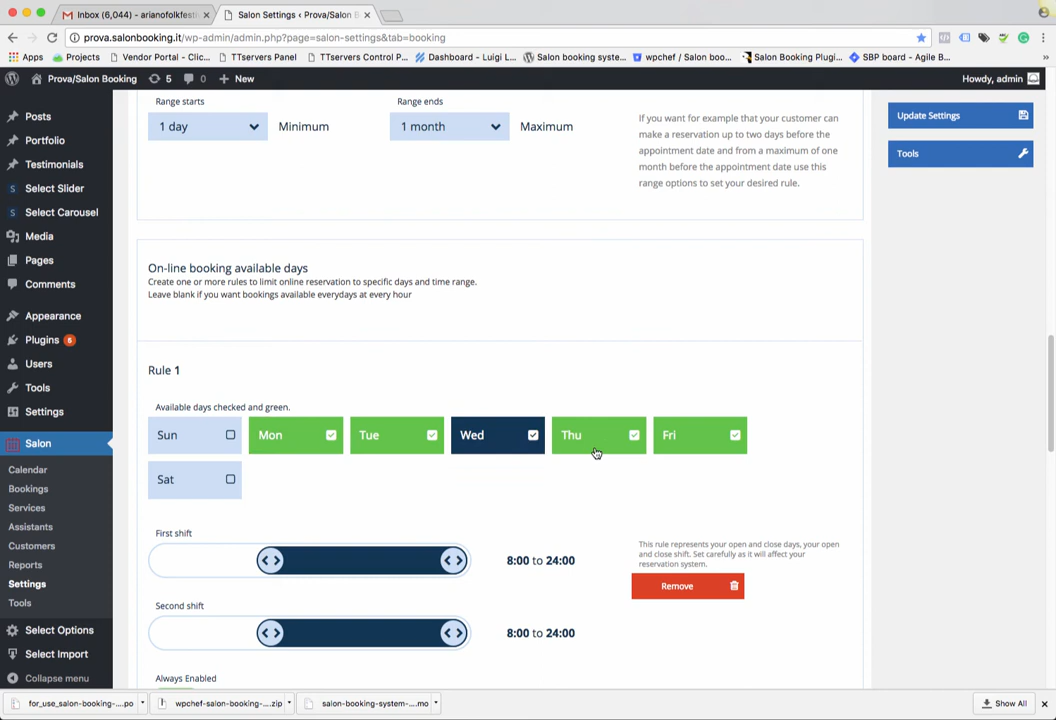 Inbox (6,044) - arianofolkfesti
Salon Settings ‹ Prova/Salon B
prova.salonbooking.it/wp-admin/admin.php?page=salon-settings&tab=booking
Apps
Projects
Vendor Portal - Clic...
TTservers Panel
TTservers Control P...
Dashboard - Luigi L...
Salon booking syste...
wpchef / Salon boo...
Salon Booking Plugi...
SBP board - Agile B...
»
Prova/Salon Booking
5
0
+ New
Howdy, admin
Posts
Portfolio
Testimonials
S Select Slider
S Select Carousel
Media
Pages
Comments
Appearance
Plugins 6
Users
Tools
Settings
Salon
Calendar
Bookings
Services
Assistants
Customers
Reports
Settings
Tools
Select Options
Select Import
Collapse menu
Range starts
Range ends
1 day
Minimum
1 month
Maximum
If you want for example that your customer can
make a reservation up to two days before the
appointment date and from a maximum of one
month before the appointment date use this
range options to set your desired rule.
Update Settings
Tools
On-line booking available days
Create one or more rules to limit online reservation to specific days and time range.
Leave blank if you want bookings available everydays at every hour
Rule 1
Available days checked and green.
Sun
Mon
Tue
Wed
Thu
Fri
Sat
First shift
8:00 to 24:00
This rule represents your open and close days, your open
and close shift. Set carefully as it will affect your
reservation system.
Remove
Second shift
8:00 to 24:00
Always Enabled
for_use_salon-booking-....po
wpchef-salon-booking-....zip
salon-booking-system-....mo
Show All